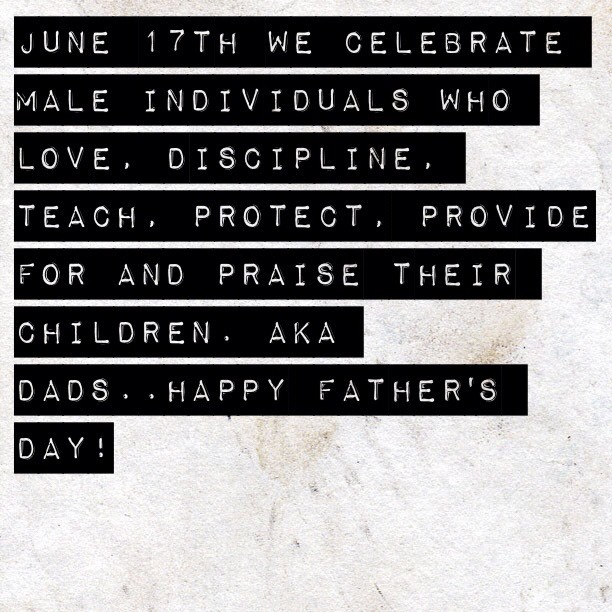 JUNE 17TH WE CELEBRATE
MALE INDIVIDUALS WHO
LOVE, DISCIPLINE,
TEACH, PROTECT, PROVIDE
FOR AND PRAISE THEIR
CHILDREN. AKA
DADS..HAPPY FATHER'S
DAY!